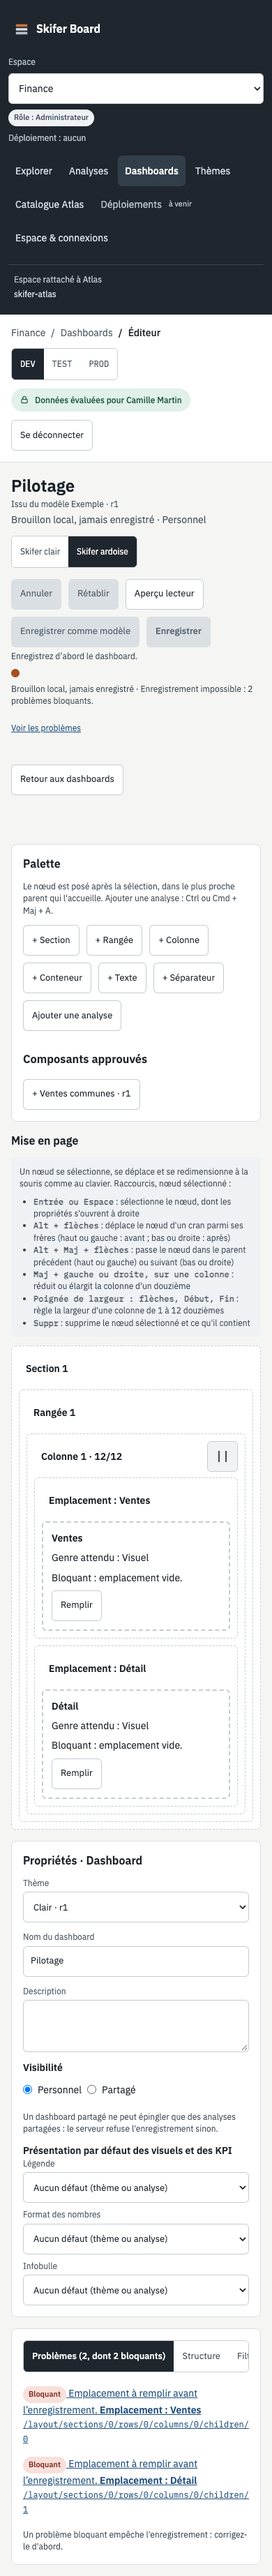 Skifer Board
Espace
Finance
Rôle : Administrateur
Déploiement : aucun
Explorer Analyses Dashboards Thèmes
Catalogue Atlas Déploiements à venir
Espace & connexions
Espace rattaché à Atlas
skifer-atlas
Finance / Dashboards / Éditeur
DEV TEST PROD
Données évaluées pour Camille Martin
Se déconnecter
Pilotage
Issu du modèle Exemple · r1
Brouillon local, jamais enregistré · Personnel
Skifer clair Skifer ardoise
Annuler Rétablir Aperçu lecteur
Enregistrer comme modèle Enregistrer
Enregistrez d'abord le dashboard.
Brouillon local, jamais enregistré · Enregistrement impossible : 2
problèmes bloquants.
Voir les problèmes
Retour aux dashboards
Palette
Le nœud est posé après la sélection, dans le plus proche
parent qui l'accueille. Ajouter une analyse : Ctrl ou Cmd +
Maj + A.
+ Section + Rangée + Colonne
+ Conteneur + Texte + Séparateur
Ajouter une analyse
Composants approuvés
+ Ventes communes · r1
Mise en page
Un nœud se sélectionne, se déplace et se redimensionne à la
souris comme au clavier. Raccourcis, nœud sélectionné :
• Entrée ou Espace : sélectionne le nœud, dont les
propriétés s'ouvrent à droite
• Alt + flèches : déplace le nœud d'un cran parmi ses
frères (haut ou gauche : avant ; bas ou droite : après)
• Alt + Maj + flèches : passe le nœud dans le parent
précédent (haut ou gauche) ou suivant (bas ou droite)
• Maj + gauche ou droite, sur une colonne :
réduit ou élargit la colonne d'un douzième
• Poignée de largeur : flèches, Début, Fin :
règle la largeur d'une colonne de 1 à 12 douzièmes
• Suppr : supprime le nœud sélectionné et ce qu'il contient
Section 1
Rangée 1
Colonne 1 · 12/12
Emplacement : Ventes
Ventes
Genre attendu : Visuel
Bloquant : emplacement vide.
Remplir
Emplacement : Détail
Détail
Genre attendu : Visuel
Bloquant : emplacement vide.
Remplir
Propriétés · Dashboard
Thème
Clair · r1
Nom du dashboard
Pilotage
Description
Visibilité
Personnel Partagé
Un dashboard partagé ne peut épingler que des analyses
partagées : le serveur refuse l'enregistrement sinon.
Présentation par défaut des visuels et des KPI
Légende
Aucun défaut (thème ou analyse)
Format des nombres
Aucun défaut (thème ou analyse)
Infobulle
Aucun défaut (thème ou analyse)
Problèmes (2, dont 2 bloquants) Structure Filt
Bloquant Emplacement à remplir avant
l'enregistrement. Emplacement : Ventes
/layout/sections/0/rows/0/columns/0/children/
0
Bloquant Emplacement à remplir avant
l'enregistrement. Emplacement : Détail
/layout/sections/0/rows/0/columns/0/children/
1
Un problème bloquant empêche l'enregistrement : corrigez-
le d'abord.